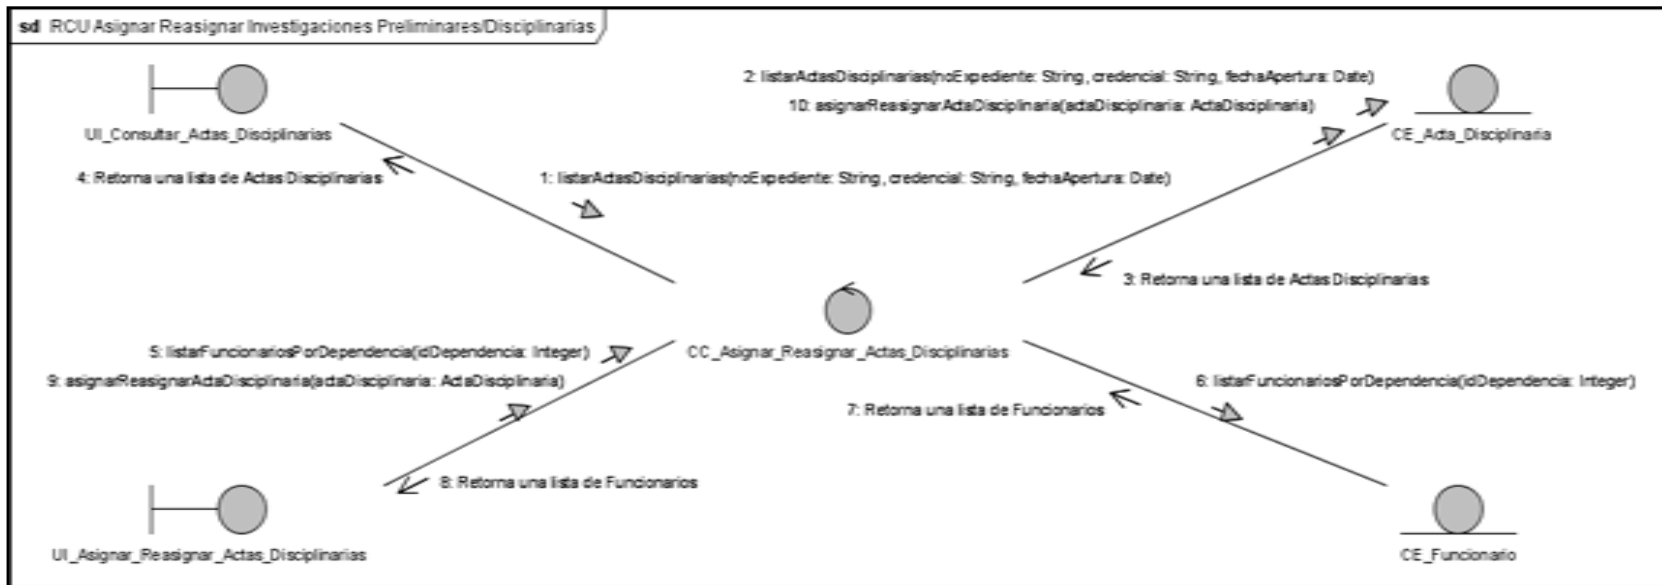 sd RCU Asignar Reasignar Investigaciones Preliminares/Disciplinarias
2: listarActasDisciplinarias(noExpediente: String, credencial: String, fechaApertura: Date)
10: asignarReasignarActaDisciplinaria(actaDisciplinaria: ActaDisciplinaria)
UI_Consultar_Actas_Disciplinarias
CE_Acta_Disciplinaria
4: Retorna una lista de Actas Disciplinarias
1: listarActasDisciplinarias(noExpediente: String, credencial: String, fechaApertura: Date)
3: Retorna una lista de Actas Disciplinarias
5: listarFuncionariosPorDependencia(idDependencia: Integer)
CC_Asignar_Reasignar_Actas_Disciplinarias
9: asignarReasignarActaDisciplinaria(actaDisciplinaria: ActaDisciplinaria)
6: listarFuncionariosPorDependencia(idDependencia: Integer)
7: Retorna una lista de Funcionarios
8: Retorna una lista de Funcionarios
UI_Asignar_Reasignar_Actas_Disciplinarias
CE_Funcionario